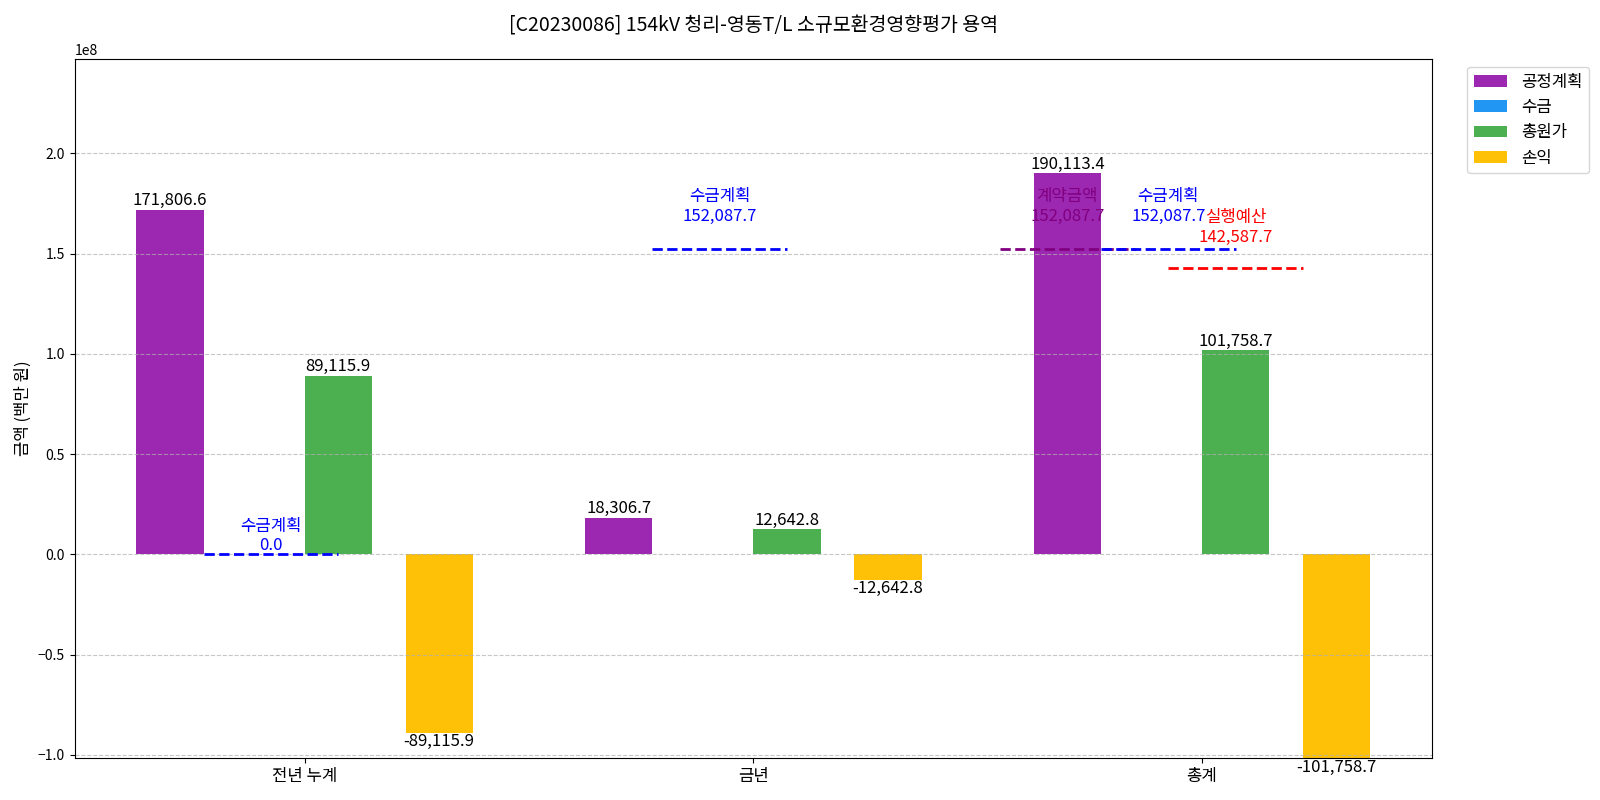 [C20230086] 154kV 청리-영동T/L 소규모환경영향평가 용역
1e8
공정계획
수금
총원가
손익
금액 (백만 원)
2.0
1.5
1.0
0.5
0.0
−0.5
−1.0
171,806.6
수금계획
0.0
89,115.9
-89,115.9
18,306.7
수금계획
152,087.7
12,642.8
-12,642.8
190,113.4
계약금액
152,087.7
수금계획
152,087.7
실행예산
142,587.7
101,758.7
-101,758.7
전년 누계
금년
총계